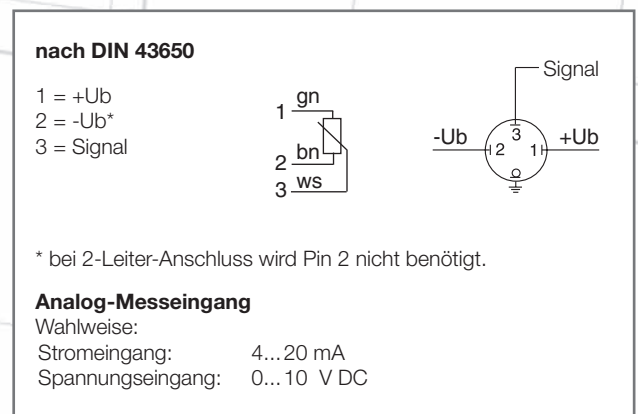 nach DIN 43650
1 = +Ub
2 = -Ub*
3 = Signal
1 gn
2 bn
3 ws
Signal
-Ub 2 3 1 +Ub
* bei 2-Leiter-Anschluss wird Pin 2 nicht benötigt.
Analog-Messeingang
Wahlweise:
Stromeingang: 4...20 mA
Spannungseingang: 0...10 V DC